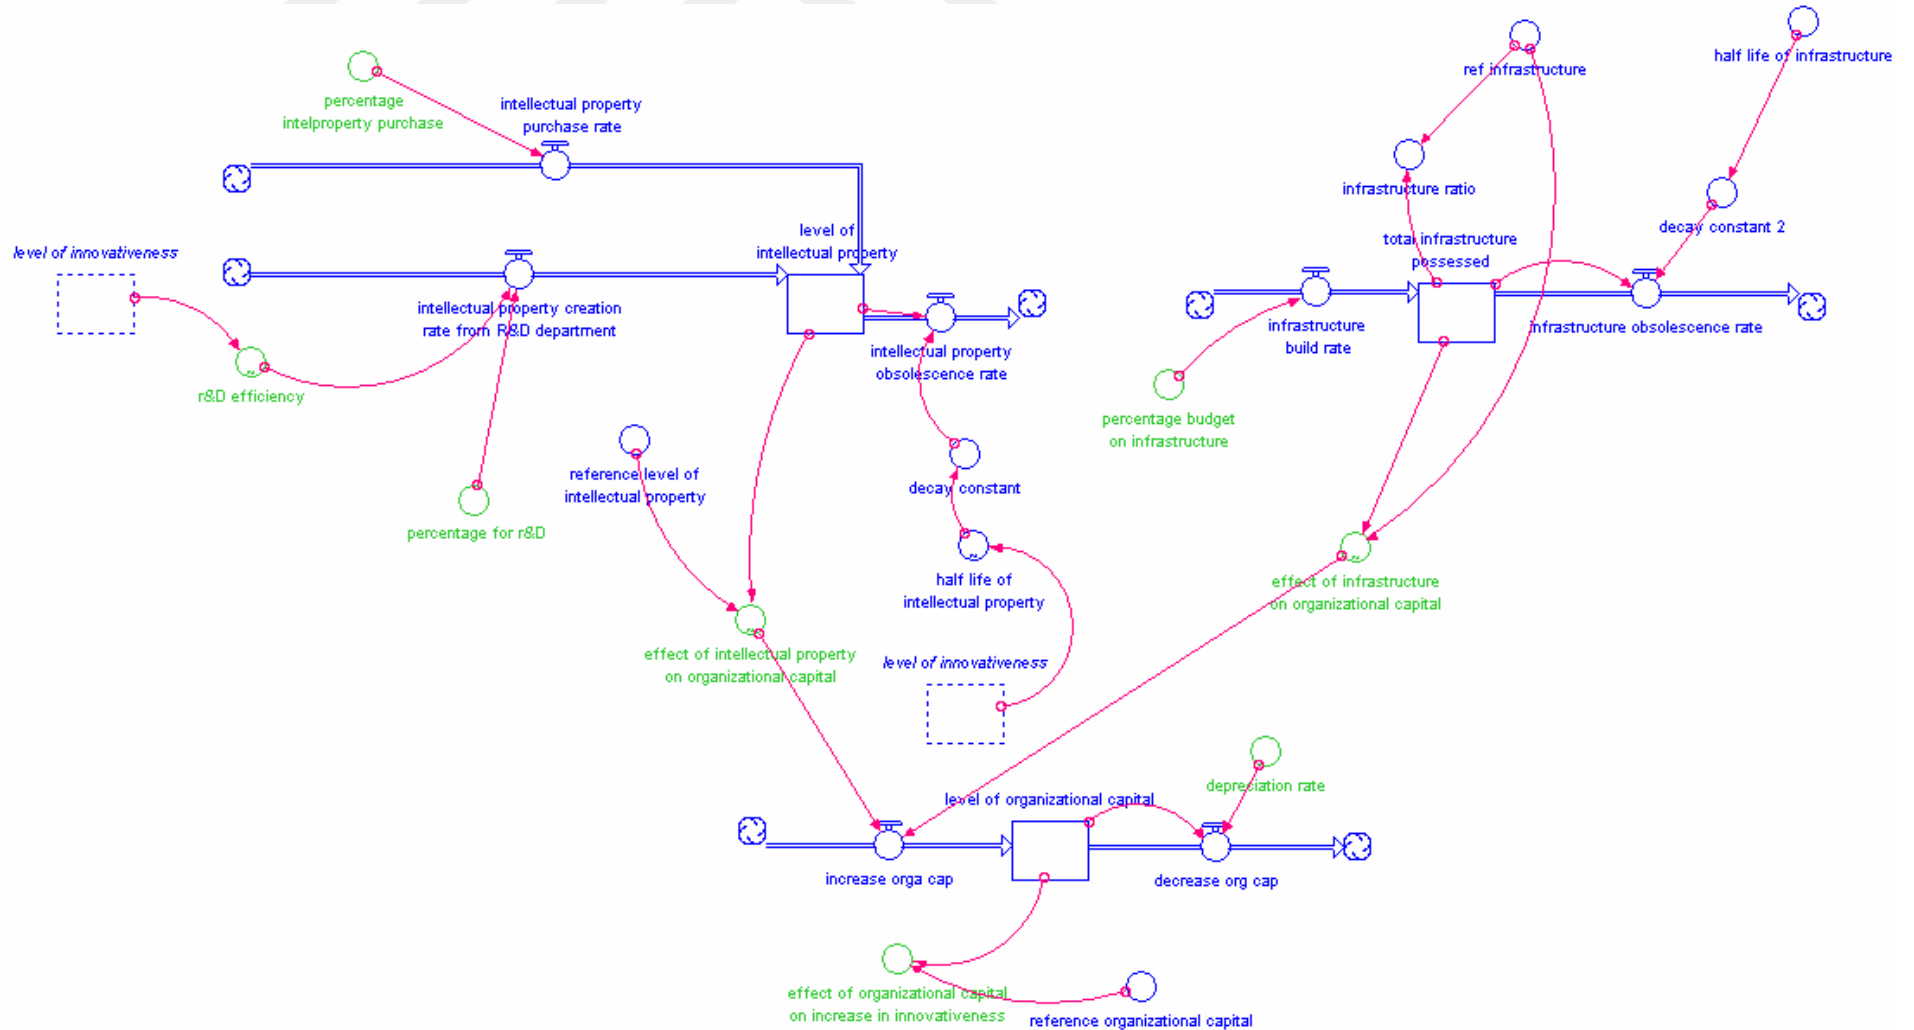 percentage
intelproperty purchase
intellectual property
purchase rate
level of innovativeness
r&D efficiency
intellectual property creation
rate from R&D department
percentage for r&D
level of
intellectual property
intellectual property
obsolescence rate
reference level of
intellectual property
decay constant
half life of
intellectual property
level of innovativeness
effect of intellectual property
on organizational capital
ref infrastructure
half life of infrastructure
infrastructure ratio
decay constant 2
total infrastructure
possessed
infrastructure
build rate
infrastructure obsolescence rate
percentage budget
on infrastructure
effect of infrastructure
on organizational capital
depreciation rate
level of organizational capital
increase orga cap
decrease org cap
effect of organizational capital
on increase in innovativeness
reference organizational capital